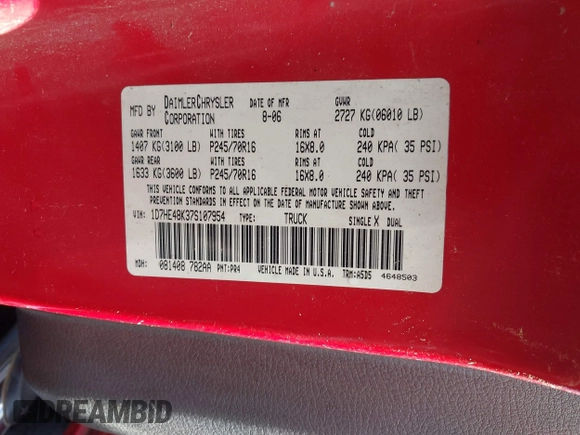 MFD BY DAIMLERCHRYSLER CORPORATION DATE OF MFR 8-06 GVWR 2727 KG(06010 LB)
GAWR FRONT WITH TIRES RIMS AT COLD
1407 KG(3100 LB) P245/70R16 16X8.0 240 KPA( 35 PSI)
GAWR REAR WITH TIRES RIMS AT COLD
1633 KG(3600 LB) P245/70R16 16X8.0 240 KPA( 35 PSI)
THIS VEHICLE CONFORMS TO ALL APPLICABLE FEDERAL MOTOR VEHICLE SAFETY AND THEFT
PREVENTION STANDARDS IN EFFECT ON THE DATE OF MANUFACTURE SHOWN ABOVE.
VIN: 1D7HE48K37S107954 TYPE: TRUCK SINGLE X DUAL
MDH: 081408 782AA PNT:PR4 VEHICLE MADE IN U.S.A. TRM:A5D5 4648503
DREAMBID